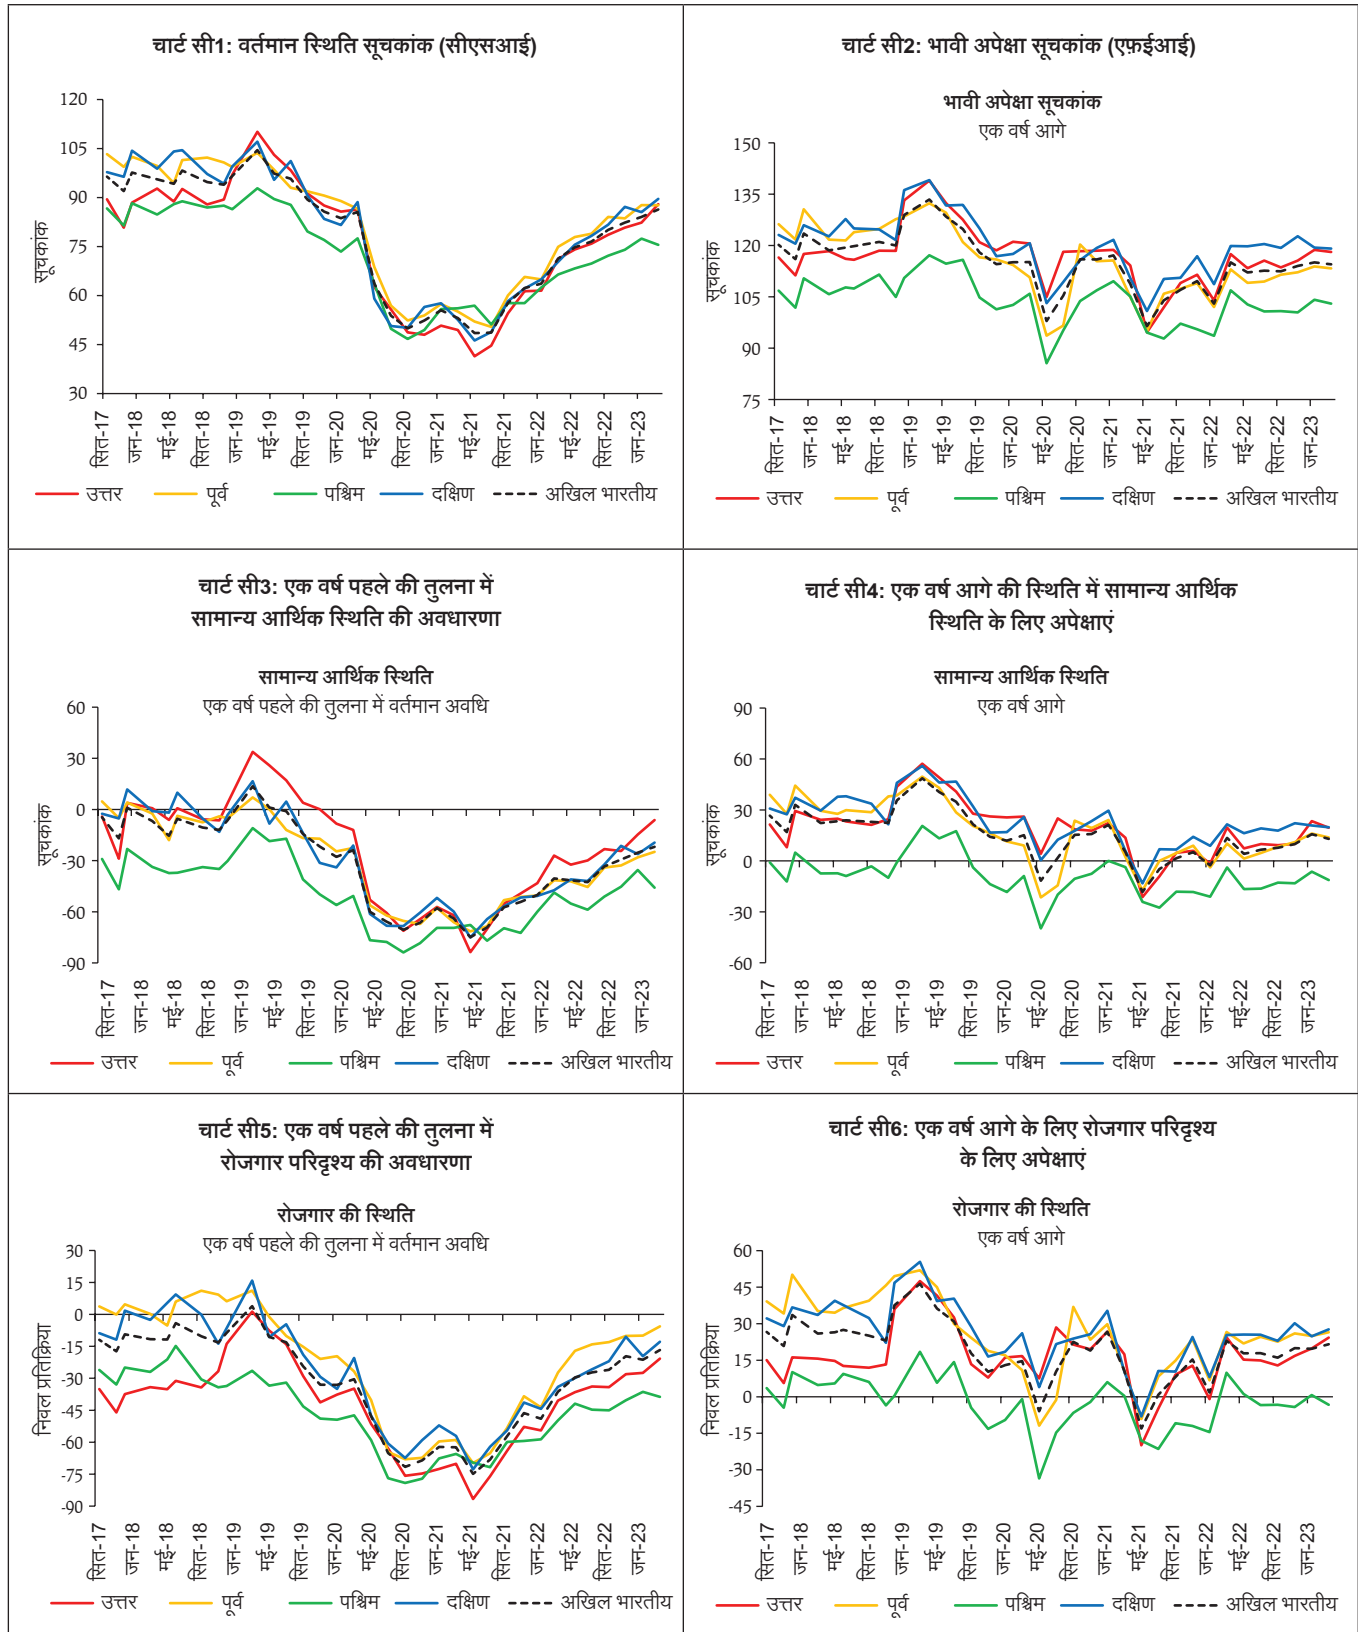 चार्ट सी1: वर्तमान स्थिति सूचकांक (सीएसआई)
120
105
90
75
60
45
30
सूचकांक
सित-17
जन-18
मई-18
सित-18
जन-19
मई-19
सित-19
जन-20
मई-20
सित-20
जन-21
मई-21
सित-21
जन-22
मई-22
सित-22
जन-23
उत्तर पूर्व पश्चिम दक्षिण अखिल भारतीय
चार्ट सी2: भावी अपेक्षा सूचकांक (एफ़ईआई)
भावी अपेक्षा सूचकांक
एक वर्ष आगे
150
135
120
105
90
75
सूचकांक
सित-17
जन-18
मई-18
सित-18
जन-19
मई-19
सित-19
जन-20
मई-20
सित-20
जन-21
मई-21
सित-21
जन-22
मई-22
सित-22
जन-23
उत्तर पूर्व पश्चिम दक्षिण अखिल भारतीय
चार्ट सी3: एक वर्ष पहले की तुलना में
सामान्य आर्थिक स्थिति की अवधारणा
सामान्य आर्थिक स्थिति
एक वर्ष पहले की तुलना में वर्तमान अवधि
60
30
0
-30
-60
-90
सूचकांक
सित-17
जन-18
मई-18
सित-18
जन-19
मई-19
सित-19
जन-20
मई-20
सित-20
जन-21
मई-21
सित-21
जन-22
मई-22
सित-22
जन-23
उत्तर पूर्व पश्चिम दक्षिण अखिल भारतीय
चार्ट सी4: एक वर्ष आगे की स्थिति में सामान्य आर्थिक
स्थिति के लिए अपेक्षाएं
सामान्य आर्थिक स्थिति
एक वर्ष आगे
90
60
30
0
-30
-60
सूचकांक
सित-17
जन-18
मई-18
सित-18
जन-19
मई-19
सित-19
जन-20
मई-20
सित-20
जन-21
मई-21
सित-21
जन-22
मई-22
सित-22
जन-23
उत्तर पूर्व पश्चिम दक्षिण अखिल भारतीय
चार्ट सी5: एक वर्ष पहले की तुलना में
रोजगार परिदृश्य की अवधारणा
रोजगार की स्थिति
एक वर्ष पहले की तुलना में वर्तमान अवधि
30
15
0
-15
-30
-45
-60
-75
-90
निवल प्रतिक्रिया
सित-17
जन-18
मई-18
सित-18
जन-19
मई-19
सित-19
जन-20
मई-20
सित-20
जन-21
मई-21
सित-21
जन-22
मई-22
सित-22
जन-23
उत्तर पूर्व पश्चिम दक्षिण अखिल भारतीय
चार्ट सी6: एक वर्ष आगे के लिए रोजगार परिदृश्य
के लिए अपेक्षाएं
रोजगार की स्थिति
एक वर्ष आगे
60
45
30
15
0
-15
-30
-45
निवल प्रतिक्रिया
सित-17
जन-18
मई-18
सित-18
जन-19
मई-19
सित-19
जन-20
मई-20
सित-20
जन-21
मई-21
सित-21
जन-22
मई-22
सित-22
जन-23
उत्तर पूर्व पश्चिम दक्षिण अखिल भारतीय